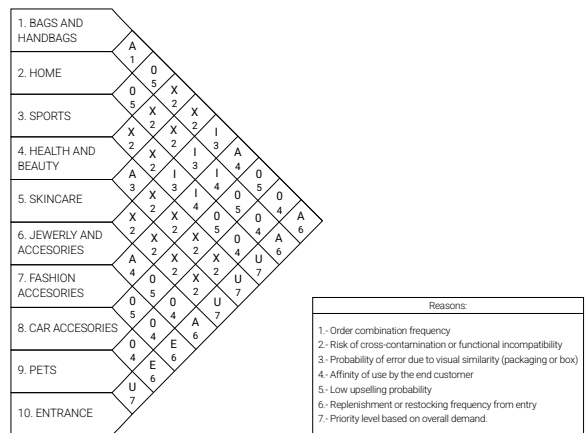 1. BAGS AND
HANDBAGS
2. HOME
3. SPORTS
4. HEALTH AND
BEAUTY
5. SKINCARE
6. JEWERLY AND
ACCESORIES
7. FASHION
ACCESORIES
8. CAR ACCESORIES
9. PETS
10. ENTRANCE
A
1
0
5
X
2
A
3
X
2
A
4
0
5
0
4
U
7
0
5
X
2
X
2
X
2
X
2
0
5
0
4
E
6
X
2
X
2
I
3
X
2
X
2
0
4
E
6
X
2
I
3
I
4
X
2
X
2
A
6
I
3
I
4
0
5
X
2
U
7
A
4
0
5
0
4
U
7
0
5
0
4
U
7
0
4
A
6
A
6
Reasons:
1.- Order combination frequency
2.- Risk of cross-contamination or functional incompatibility
3.- Probability of error due to visual similarity (packaging or box)
4.- Affinity of use by the end customer
5.- Low upselling probability
6.- Replenishment or restocking frequency from entry
7.- Priority level based on overall demand.